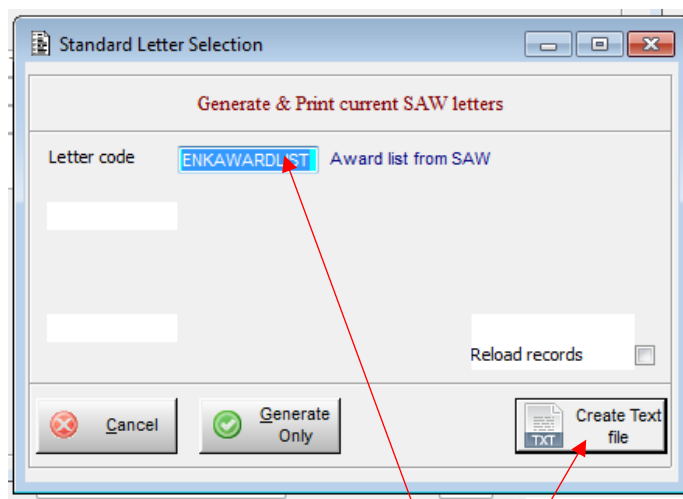 Standard Letter Selection
Generate & Print current SAW letters
Letter code ENKAWARDLIST Award list from SAW
Reload records
Cancel
Generate
Only
TXT
Create Text
file